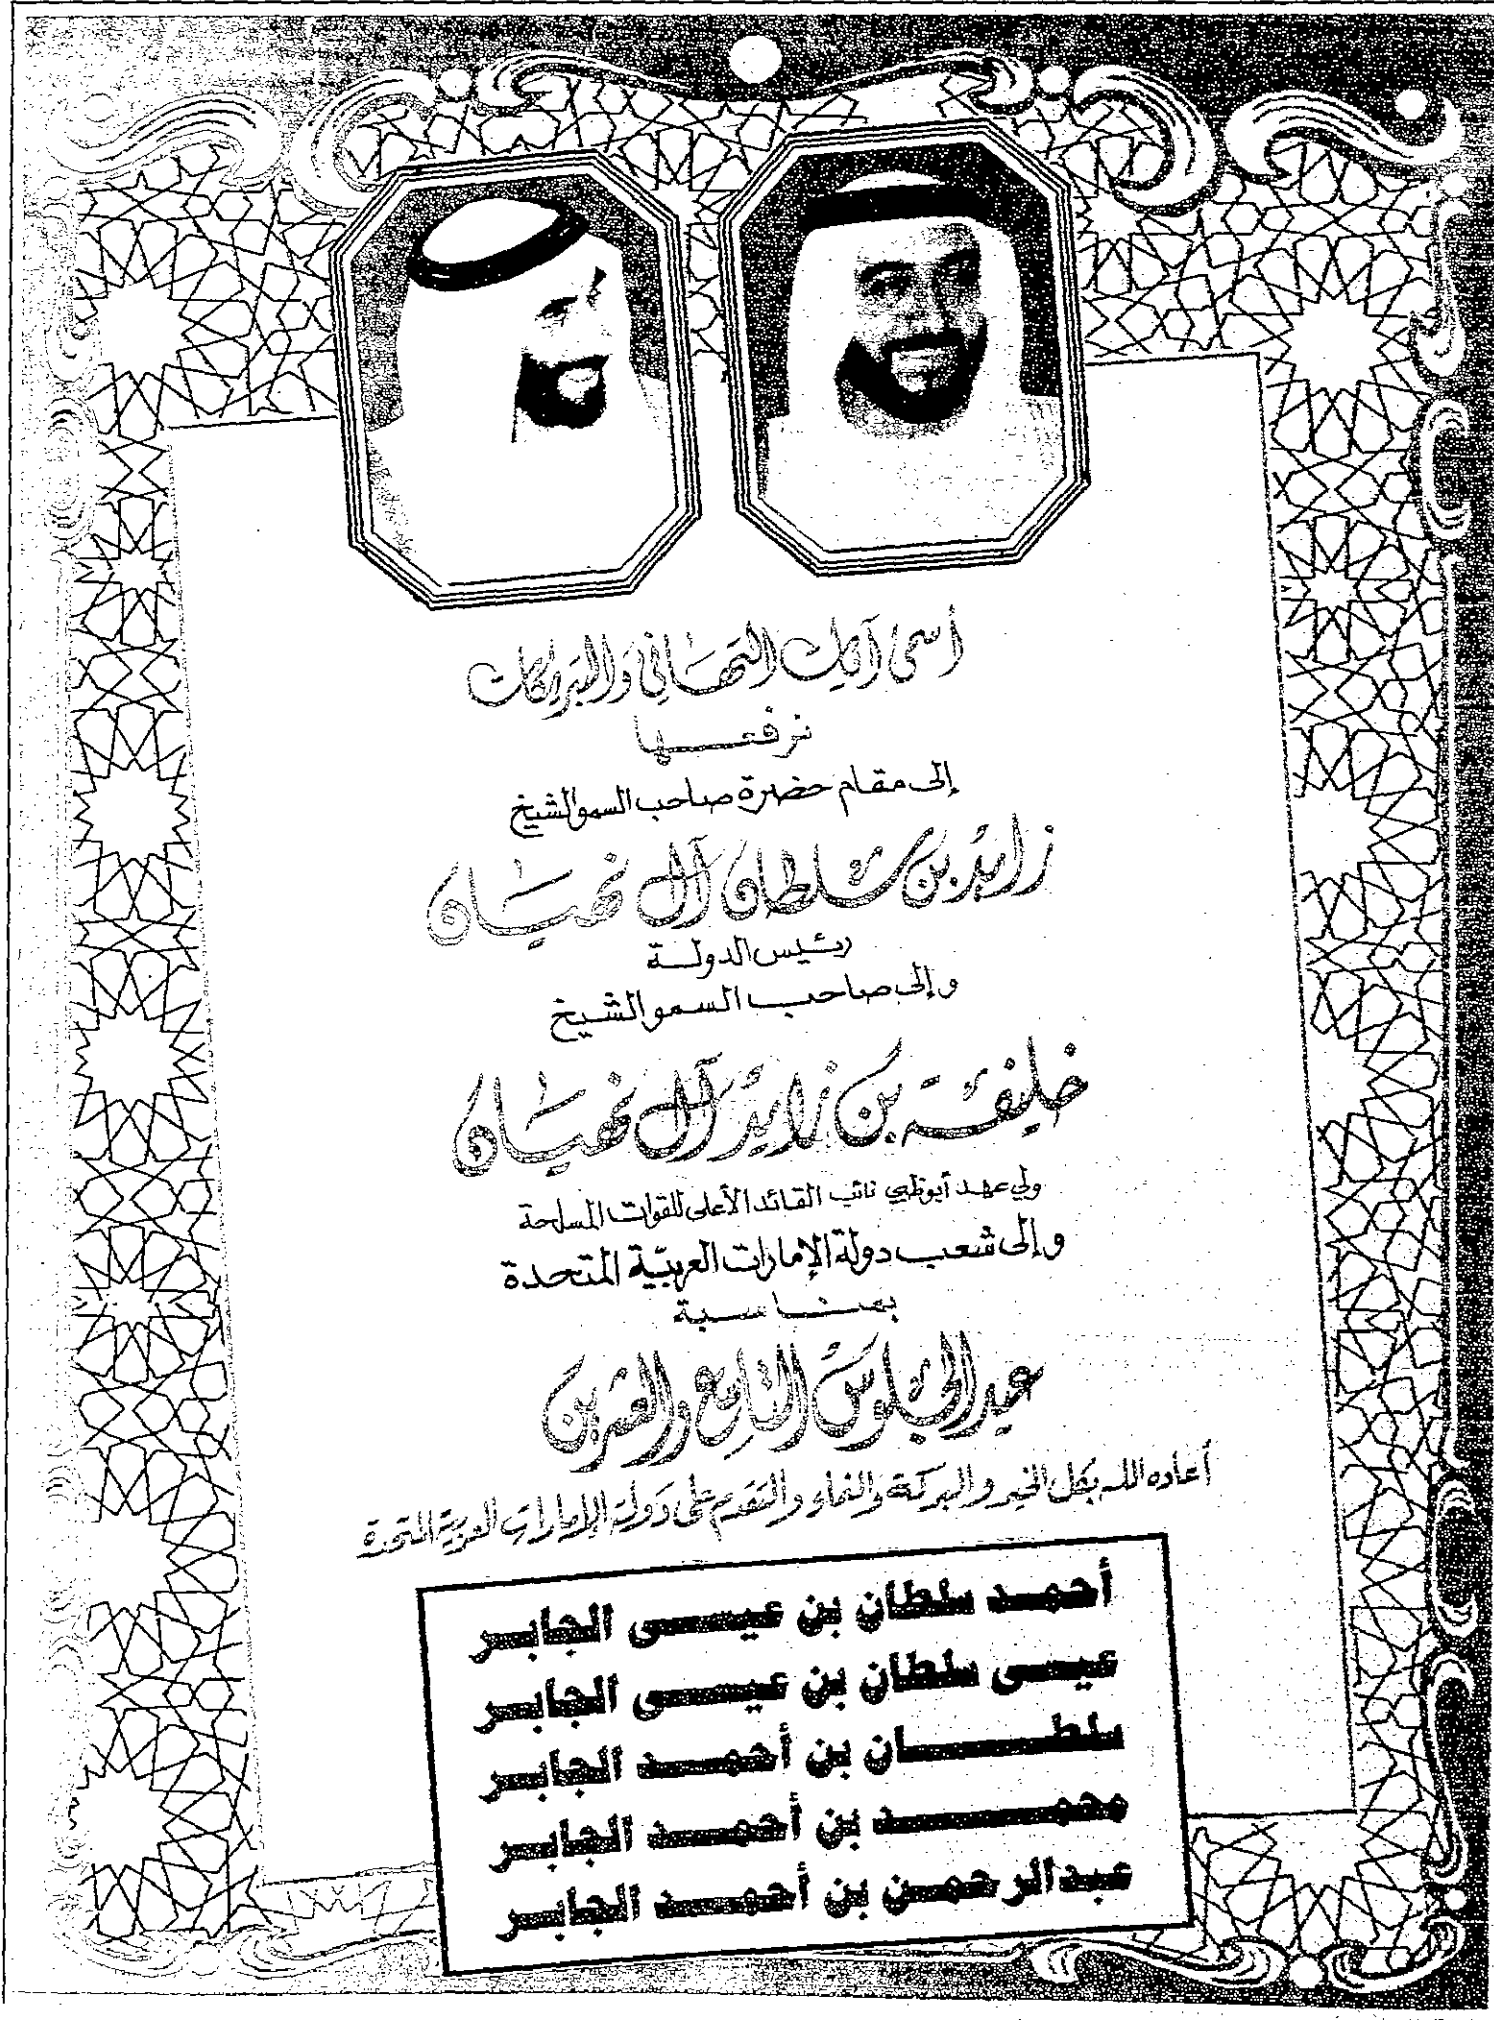 أسمى آيات التهاني والتبريكات
نرفعها
إلى مقام حضرة صاحب السمو الشيخ
زايد بن سلطان آل نهيان
رئيس الدولة
وإلى صاحب السمو الشيخ
خليفة بن زايد آل نهيان
ولي عهد أبوظبي نائب القائد الأعلى للقوات المسلحة
وإلى شعب دولة الإمارات العربية المتحدة
بمناسبة
عيد الجلوس التاسع والعشرين
أعاده الله بكل الخير والبركة والنماء والتقدم على دولة الإمارات العربية المتحدة
أحمد سلطان بن عيسى الجابر
عيسى سلطان بن عيسى الجابر
سلطان بن أحمد الجابر
محمد بن أحمد الجابر
عبدالرحمن بن أحمد الجابر